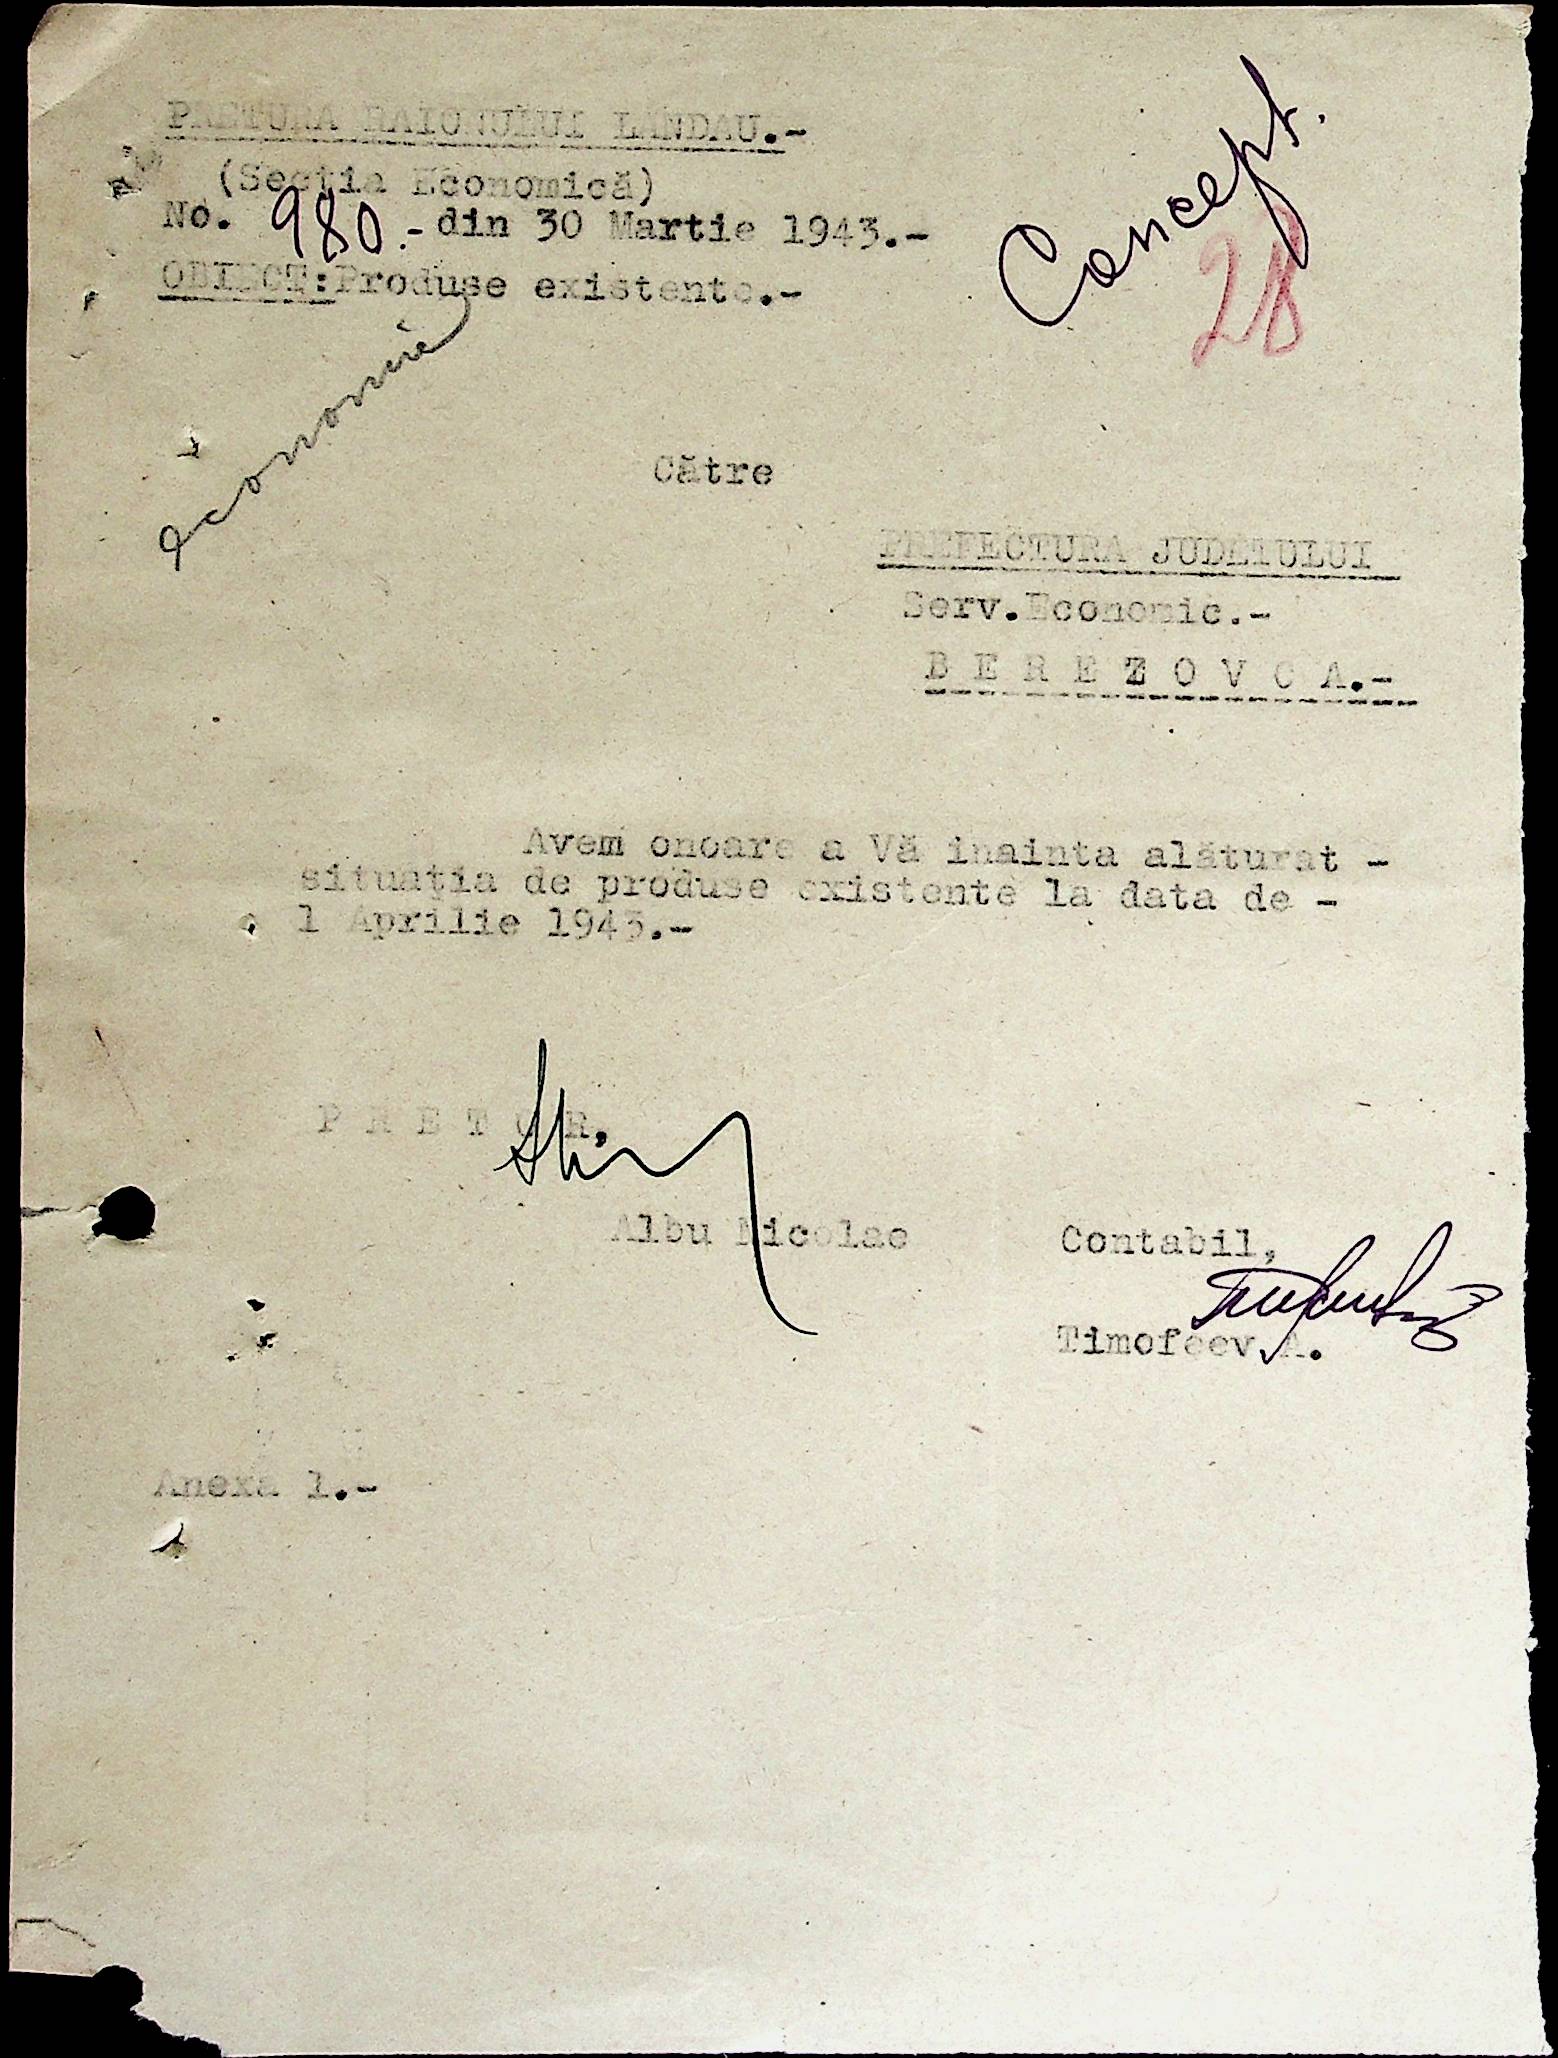 PRETURA RAIONULUI LANDAU.-
(Secţia Economică)
No. 980.- din 30 Martie 1943.-
OBIECT:Produse existente.-
Concept.
28
economic
Către
PREFECTURA JUDEŢULUI
Serv.Economic.-
B E R E Z O V C A.-
Avem onoare a Vă inainta alăturat -
situaţia de produse existente la data de -
1 Aprilie 1943.-
P R E T O R,
Albu Nicolae
Contabil,
Timofeev A.
Anexa 1.-